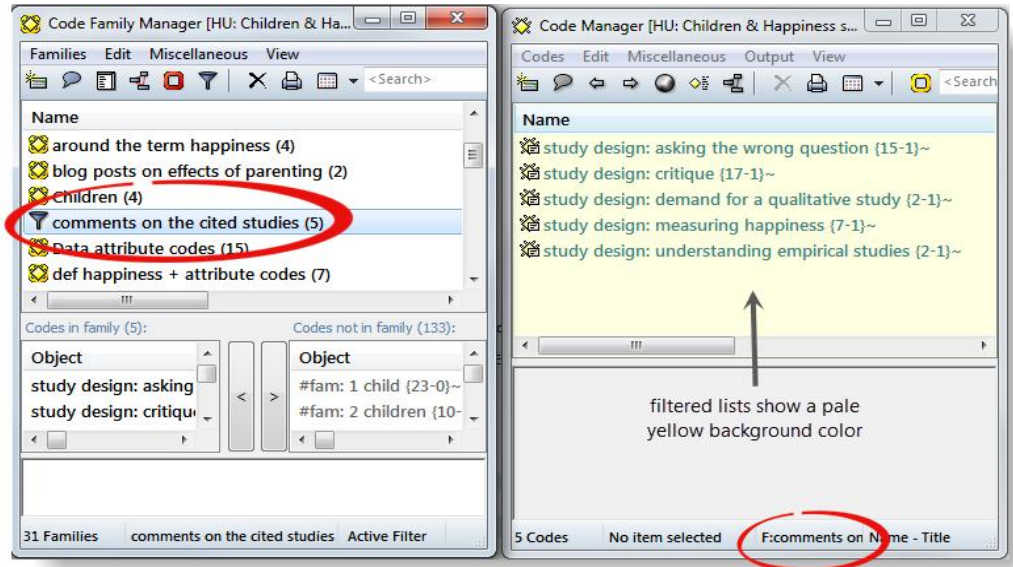 Code Family Manager [HU: Children & Ha...
Families Edit Miscellaneous View
<Search>
Name
around the term happiness (4)
blog posts on effects of parenting (2)
Children (4)
comments on the cited studies (5)
Data attribute codes (15)
def happiness + attribute codes (7)
Codes in family (5):
Codes not in family (133):
Object
study design: asking
study design: critique
<
>
Object
#fam: 1 child {23-0}~
#fam: 2 children {10-
31 Families comments on the cited studies Active Filter
Code Manager [HU: Children & Happiness s...
Codes Edit Miscellaneous Output View
<Search
Name
study design: asking the wrong question {15-1}~
study design: critique {17-1}~
study design: demand for a qualitative study {2-1}~
study design: measuring happiness {7-1}~
study design: understanding empirical studies {2-1}~
filtered lists show a pale
yellow background color
5 Codes No item selected F:comments on Name - Title